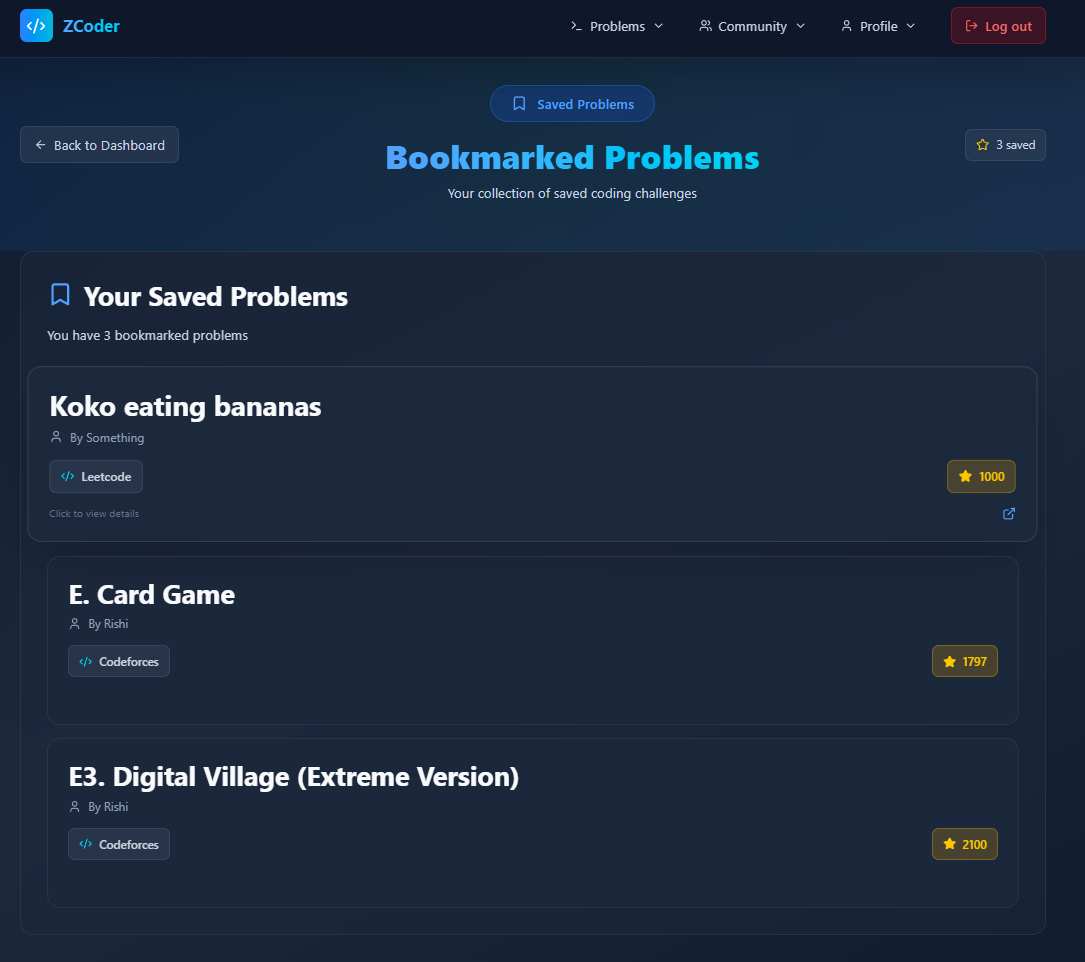 ZCoder
Problems
Community
Profile
Log out
Saved Problems
Back to Dashboard
Bookmarked Problems
3 saved
Your collection of saved coding challenges
Your Saved Problems
You have 3 bookmarked problems
Koko eating bananas
By Something
Leetcode
1000
Click to view details
E. Card Game
By Rishi
Codeforces
1797
E3. Digital Village (Extreme Version)
By Rishi
Codeforces
2100